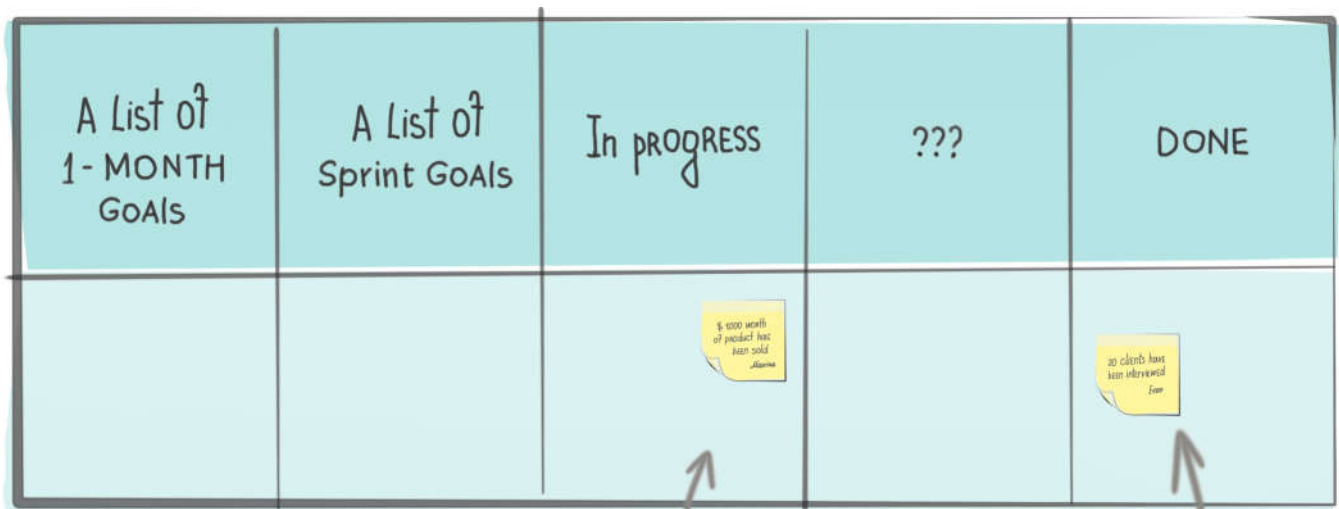 A List of
1-MONTH
GOAls
A List of
Sprint GOAls
In pROgRESS
???
DONE
$ 1000 worth
of product has
been sold
20 clients have
been interviewed